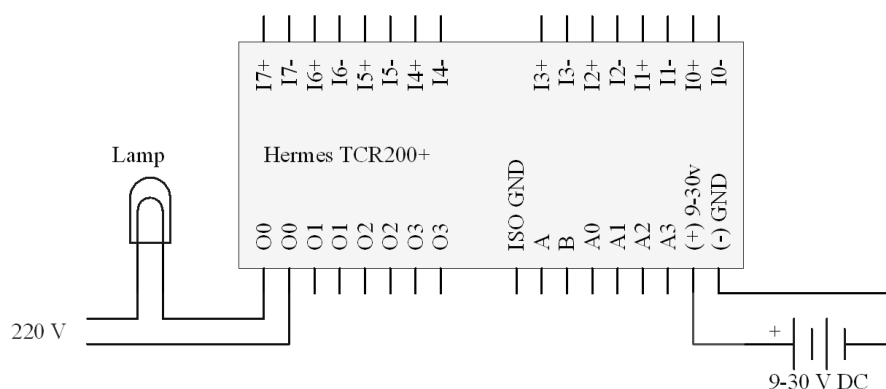 I7+ I7- I6+ I6- I5+ I5- I4+ I4- I3+ I3- I2+ I2- I1+ I1- I0+ I0-
Lamp
Hermes TCR200+
O0 O0 O1 O1 O2 O2 O3 O3 ISO GND A B A0 A1 A2 A3 (+) 9-30v (-) GND
220 V
+
9-30 V DC